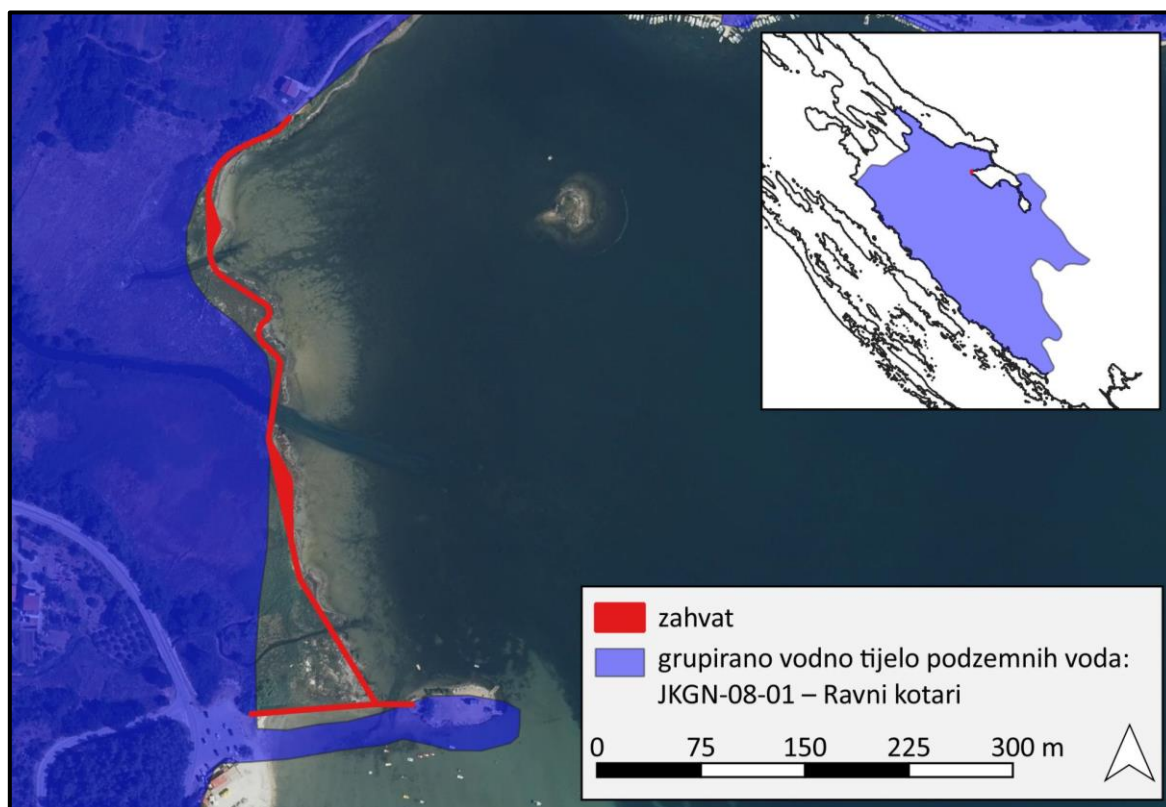 zahvat
grupirano vodno tijelo podzemnih voda:
JKGN-08-01 – Ravni kotari
0 75 150 225 300 m